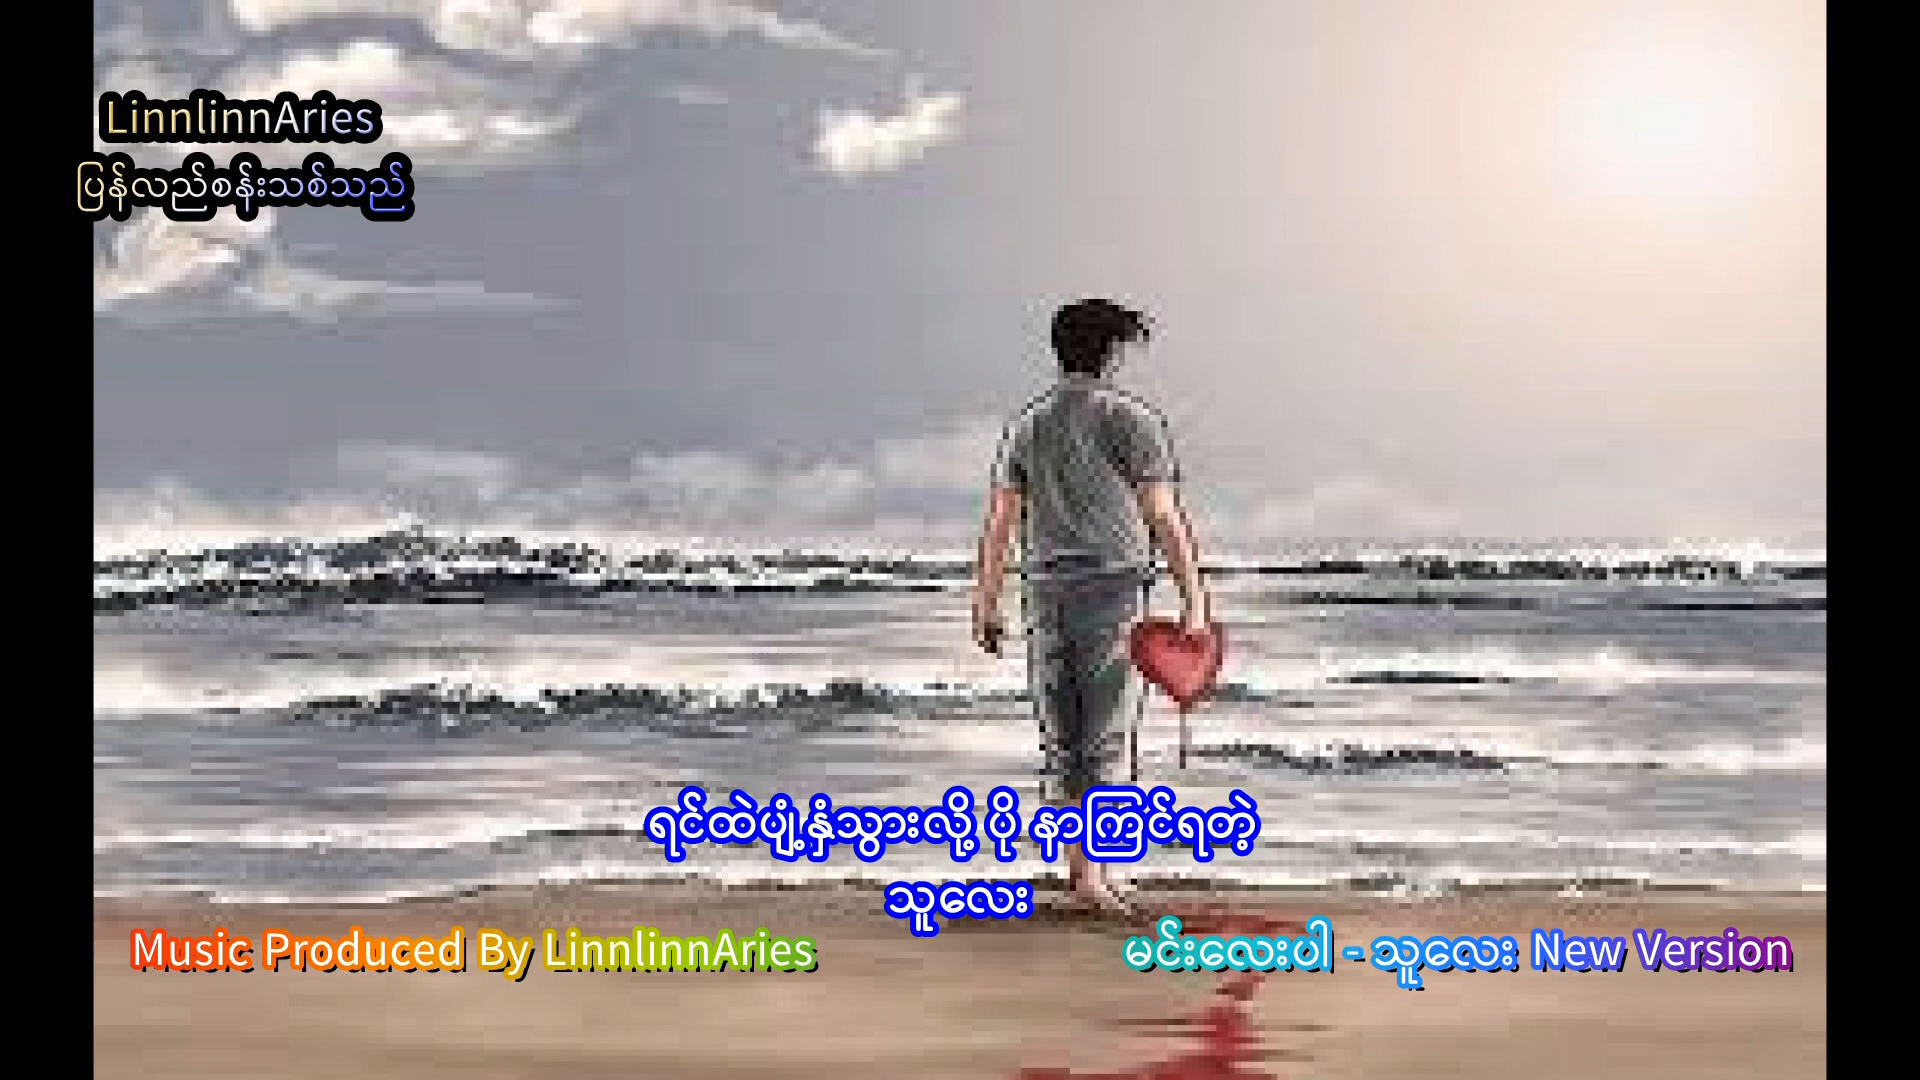 LinnlinnAries
ပြန်လည်စန်းသစ်သည်
ရင်ထဲပျံ့နှံသွားလို့ ပို နာကြင်ရတဲ့
သူလေး
Music Produced By LinnlinnAries
မင်းလေးပါ - သူလေး New Version